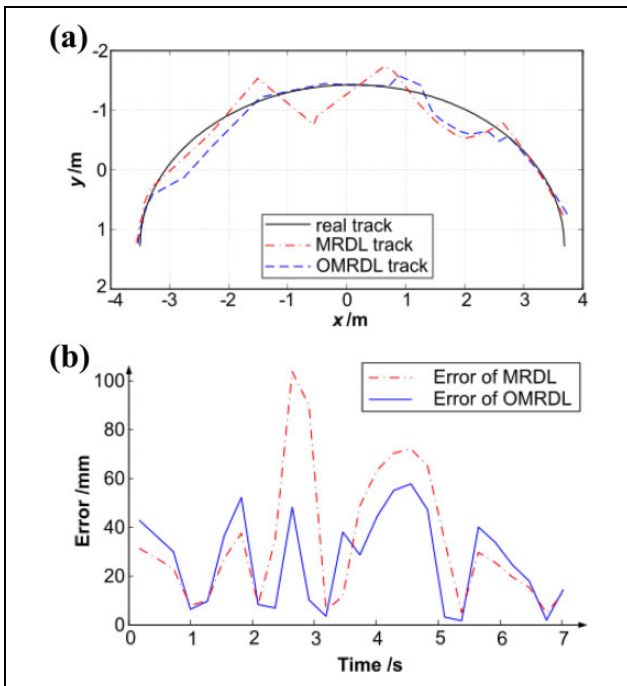 (a)
-2
-1
0
1
2
y /m
real track
MRDL track
OMRDL track
-4 -3 -2 -1 0 1 2 3 4
x /m
(b)
100
80
60
40
20
0
Error /mm
Error of MRDL
Error of OMRDL
0 1 2 3 4 5 6 7
Time /s